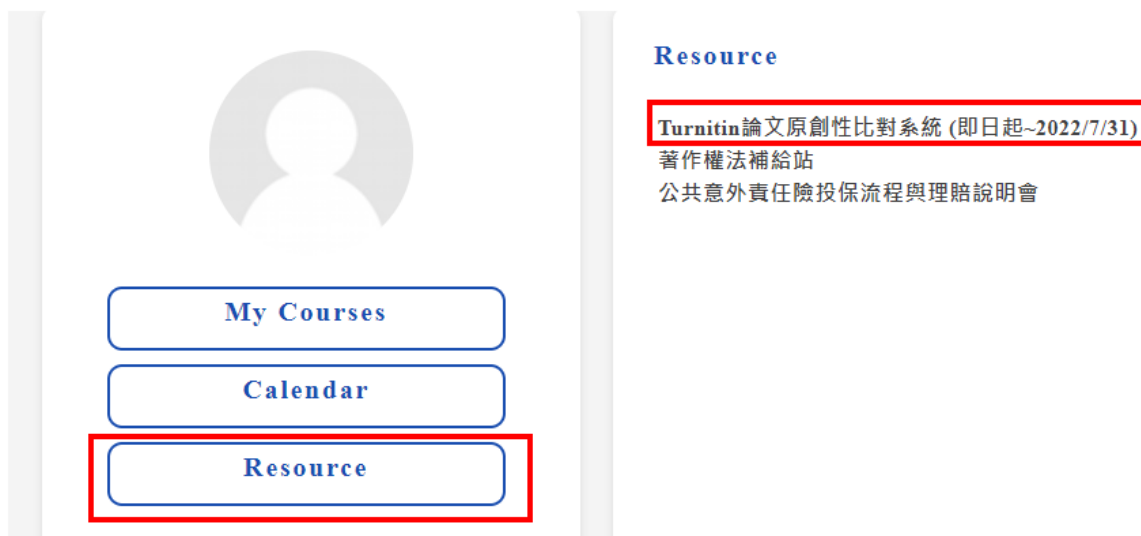 My Courses
Calendar
Resource
Resource
Turnitin論文原創性比對系統 (即日起~2022/7/31)
著作權法補給站
公共意外責任險投保流程與理賠說明會